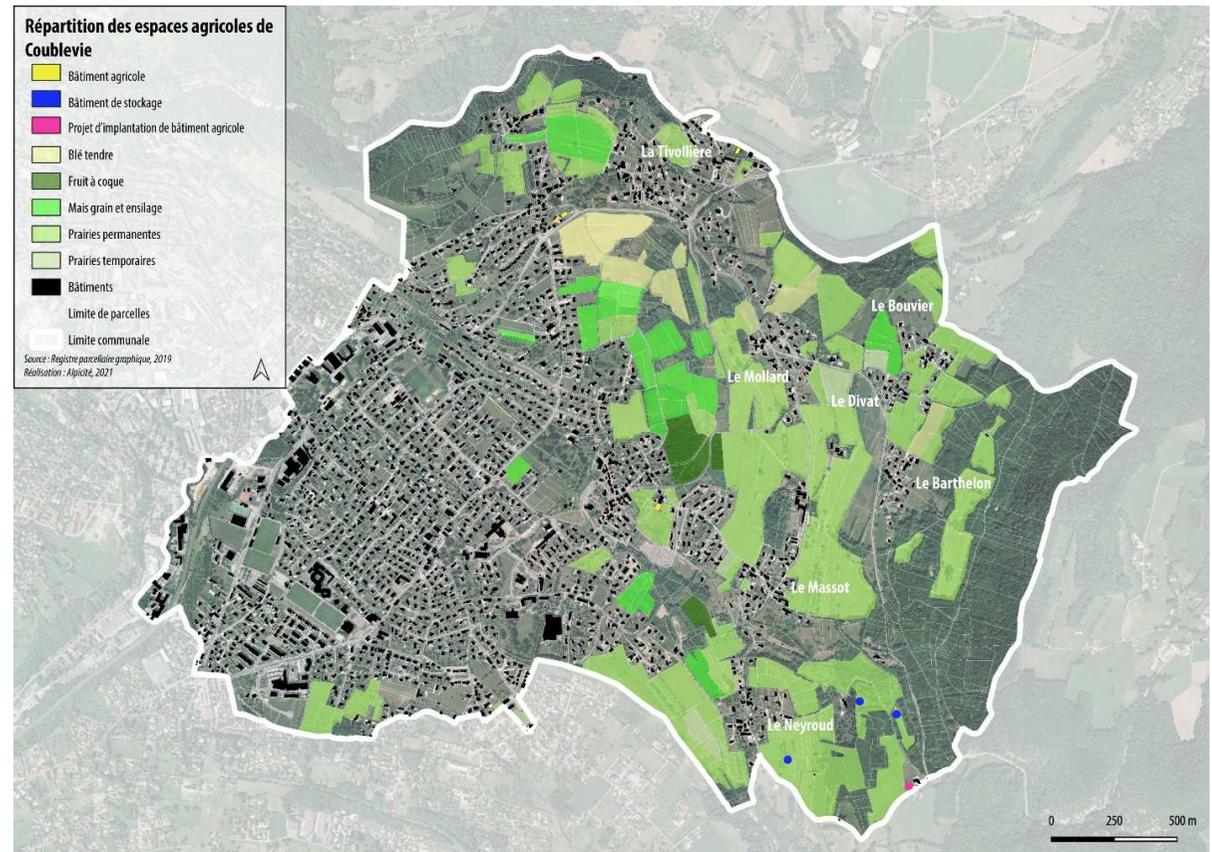 Répartition des espaces agricoles de
Coublevie
Bâtiment agricole
Bâtiment de stockage
Projet d'implantation de bâtiment agricole
Blé tendre
Fruit à coque
Mais grain et ensilage
Prairies permanentes
Prairies temporaires
Bâtiments
Limite de parcelles
Limite communale
Source : Registre parcellaire graphique, 2019
Réalisation : Alpicité, 2021
La Tivollière
Le Bouvier
Le Mollard
Le Divat
Le Barthelon
Le Massot
Le Neyroud
0 250 500 m